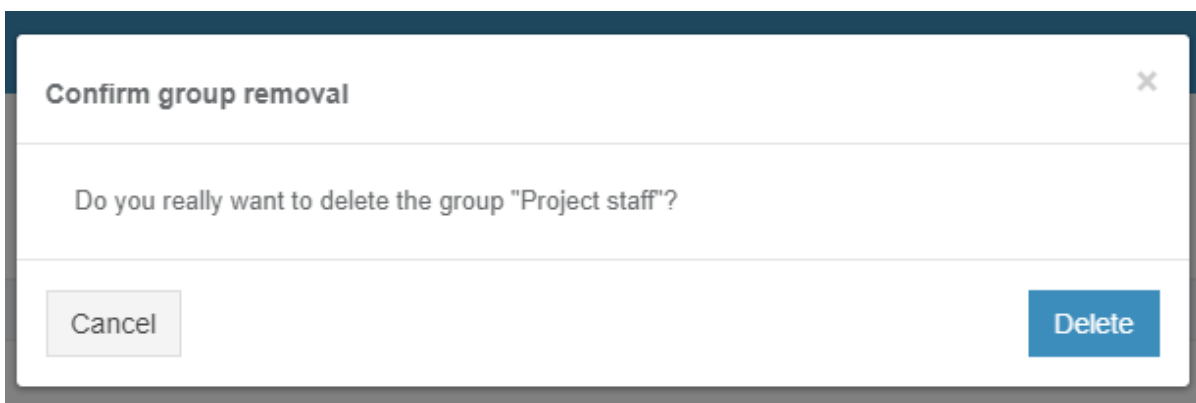 Confirm group removal
×
Do you really want to delete the group "Project staff"?
Cancel
Delete